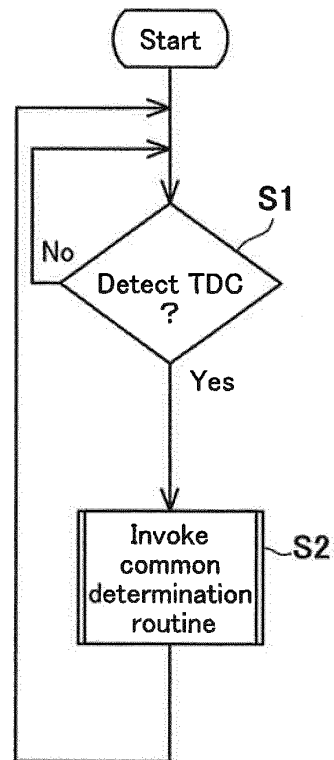 Start
S1
No
Detect TDC
?
Yes
Invoke
common
determination
routine
S2